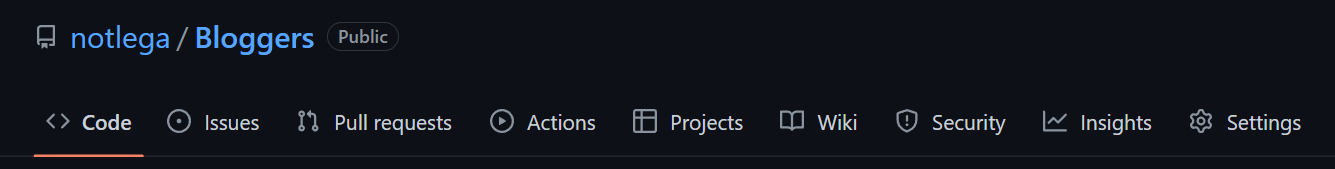 notlega / Bloggers Public
Code Issues Pull requests Actions Projects Wiki Security Insights Settings